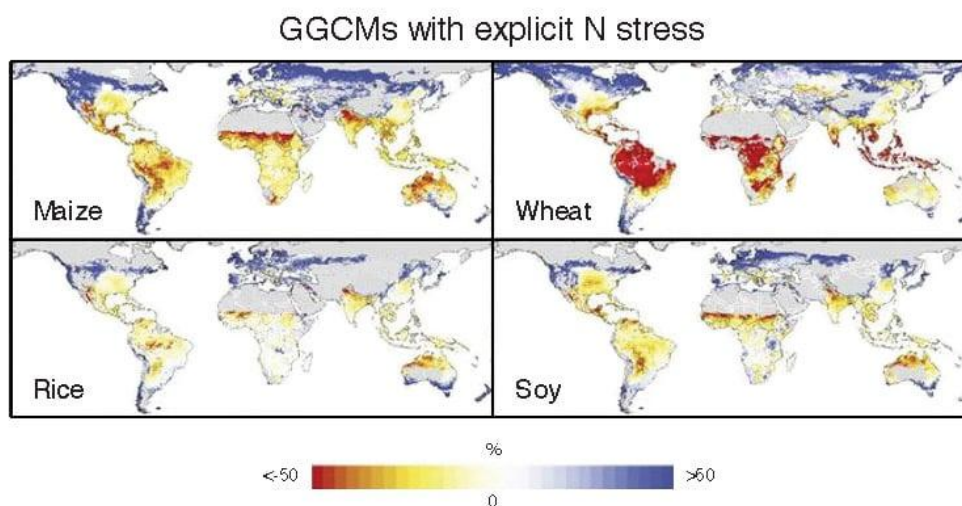 GGCMs with explicit N stress
Maize
Wheat
Rice
Soy
%
<-50
>50
0